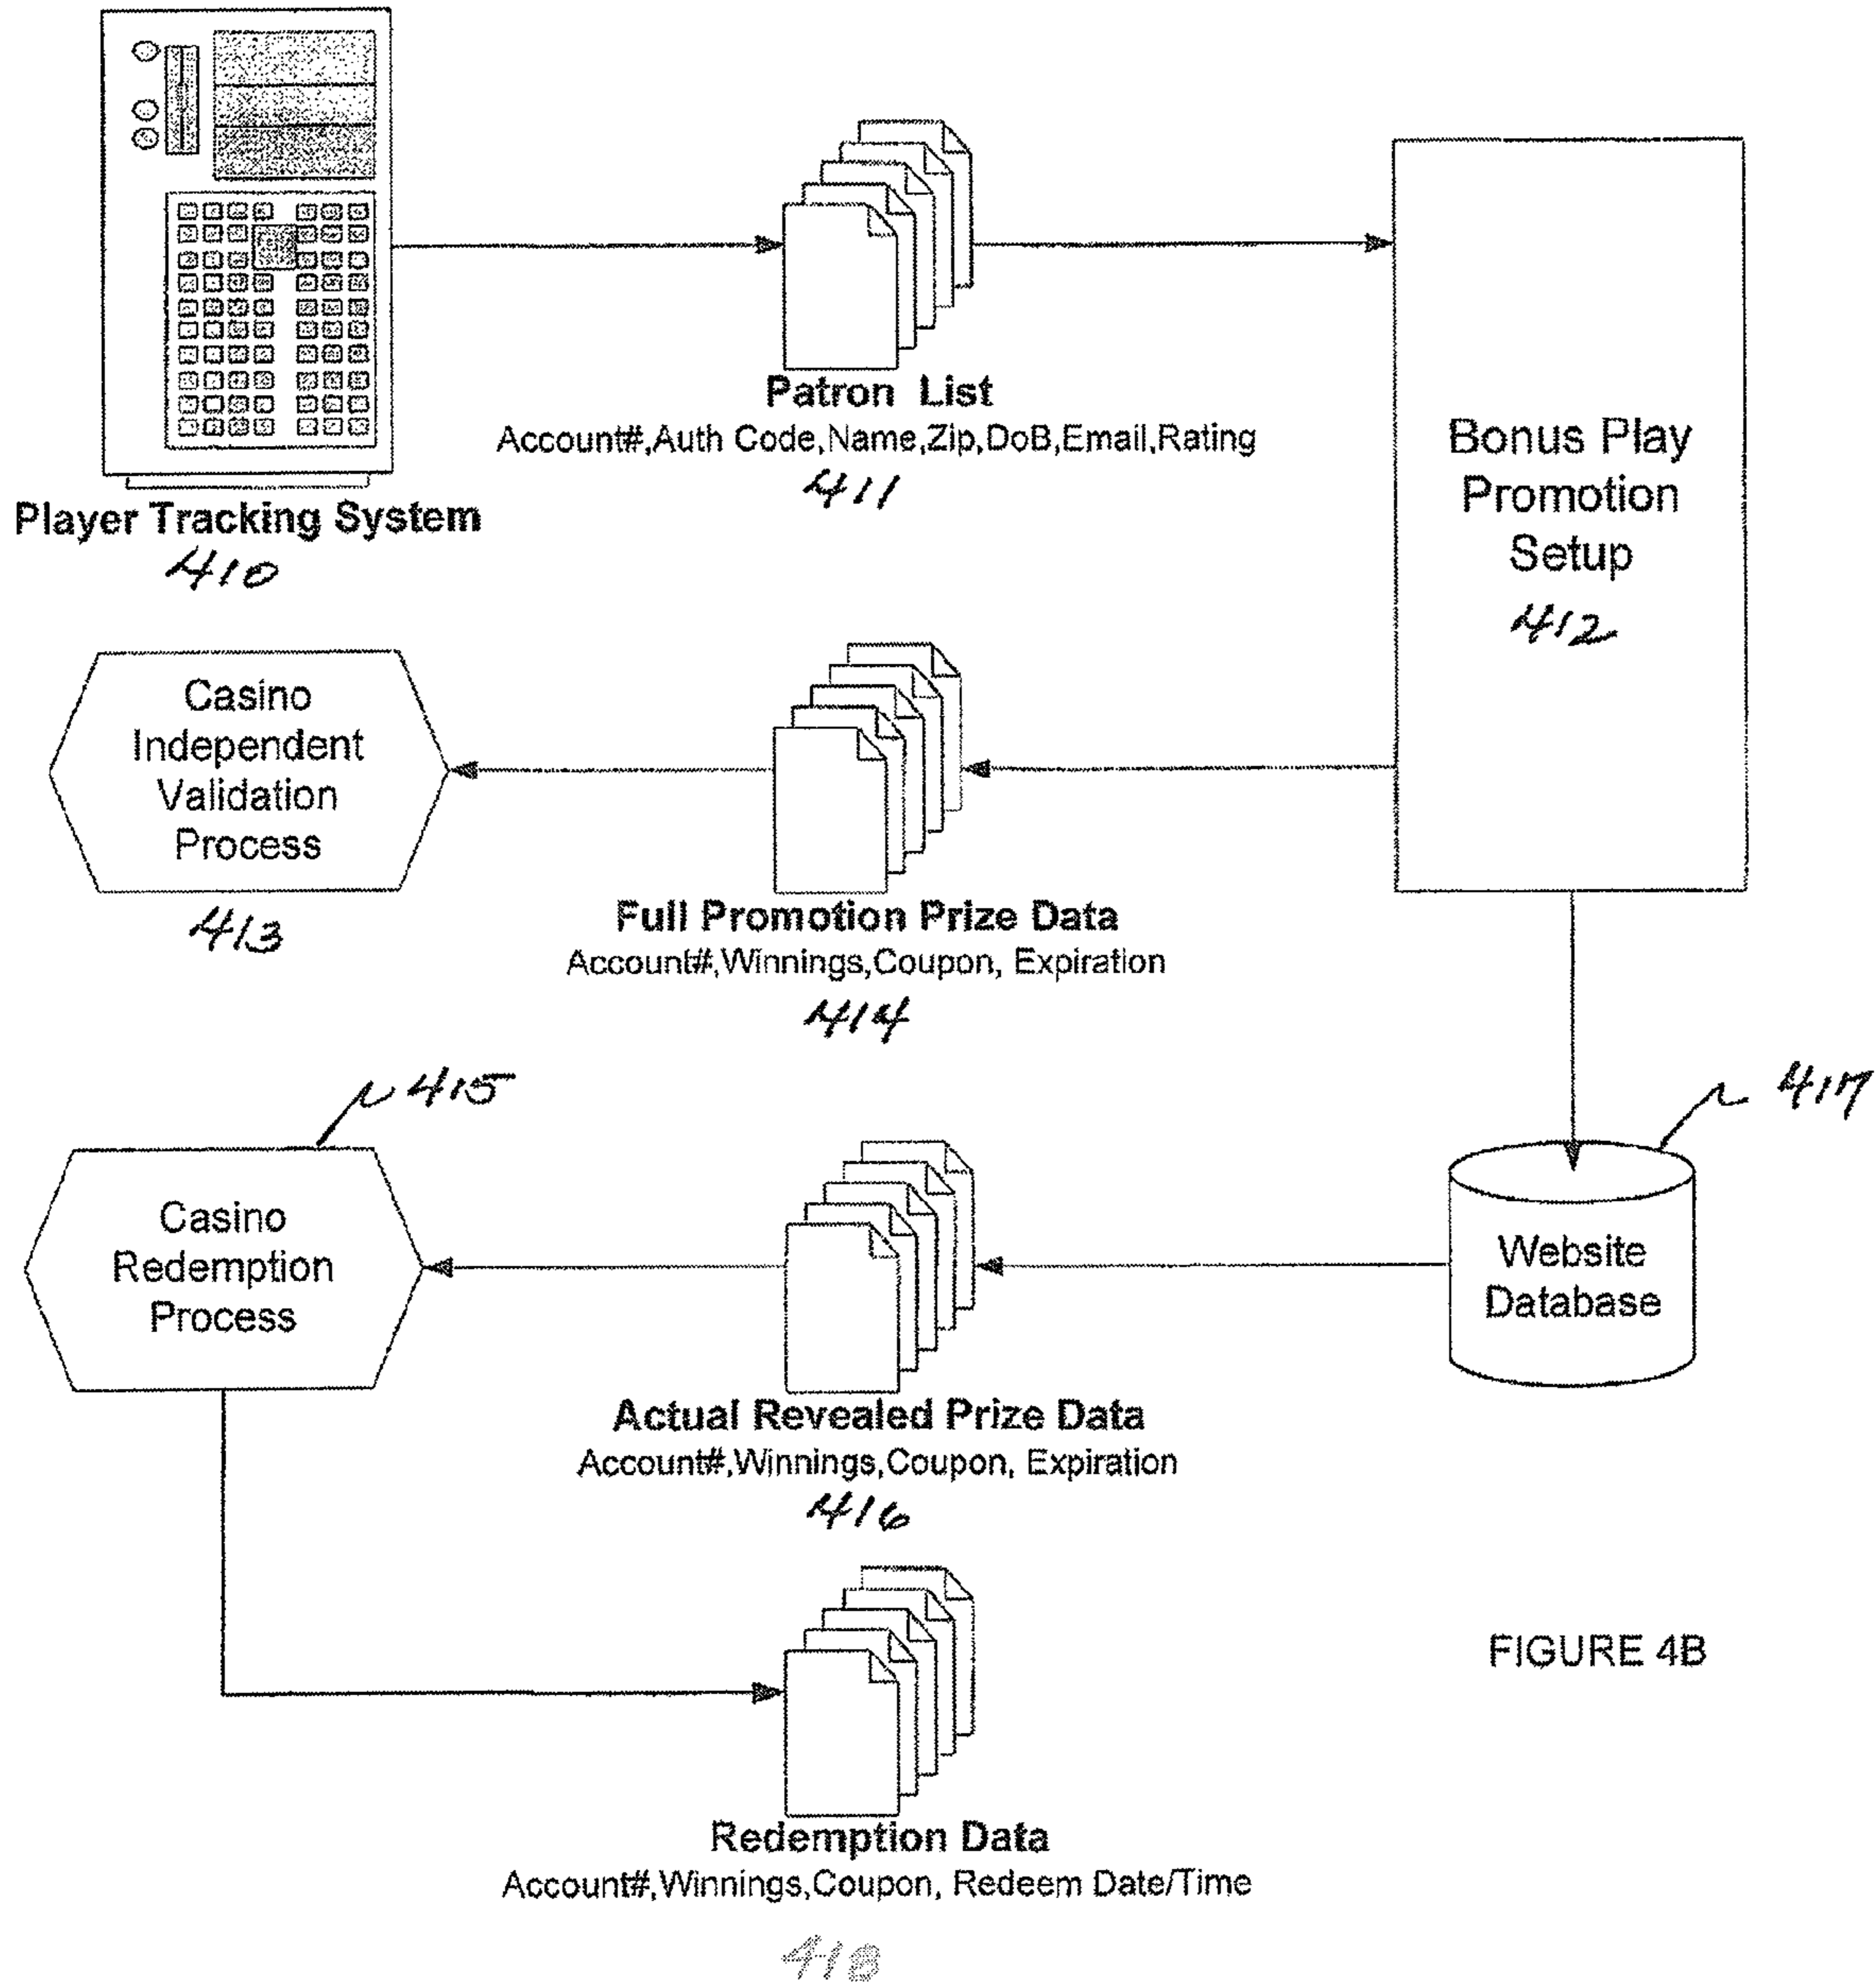 Patron List
Account#,Auth Code,Name,Zip,DoB,Email,Rating
411
Player Tracking System
410
Bonus Play
Promotion
Setup
412
Casino
Independent
Validation
Process
413
Full Promotion Prize Data
Account#,Winnings,Coupon, Expiration
414
415
417
Casino
Redemption
Process
Website
Database
Actual Revealed Prize Data
Account#,Winnings,Coupon, Expiration
416
FIGURE 4B
Redemption Data
Account#,Winnings,Coupon, Redeem Date/Time
418